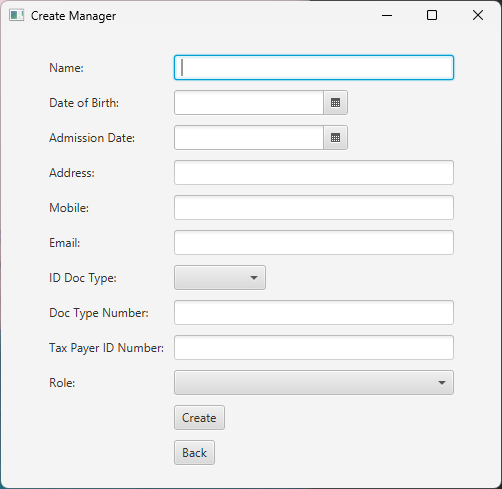 Create Manager
Name:
Date of Birth:
Admission Date:
Address:
Mobile:
Email:
ID Doc Type:
Doc Type Number:
Tax Payer ID Number:
Role:
Create
Back